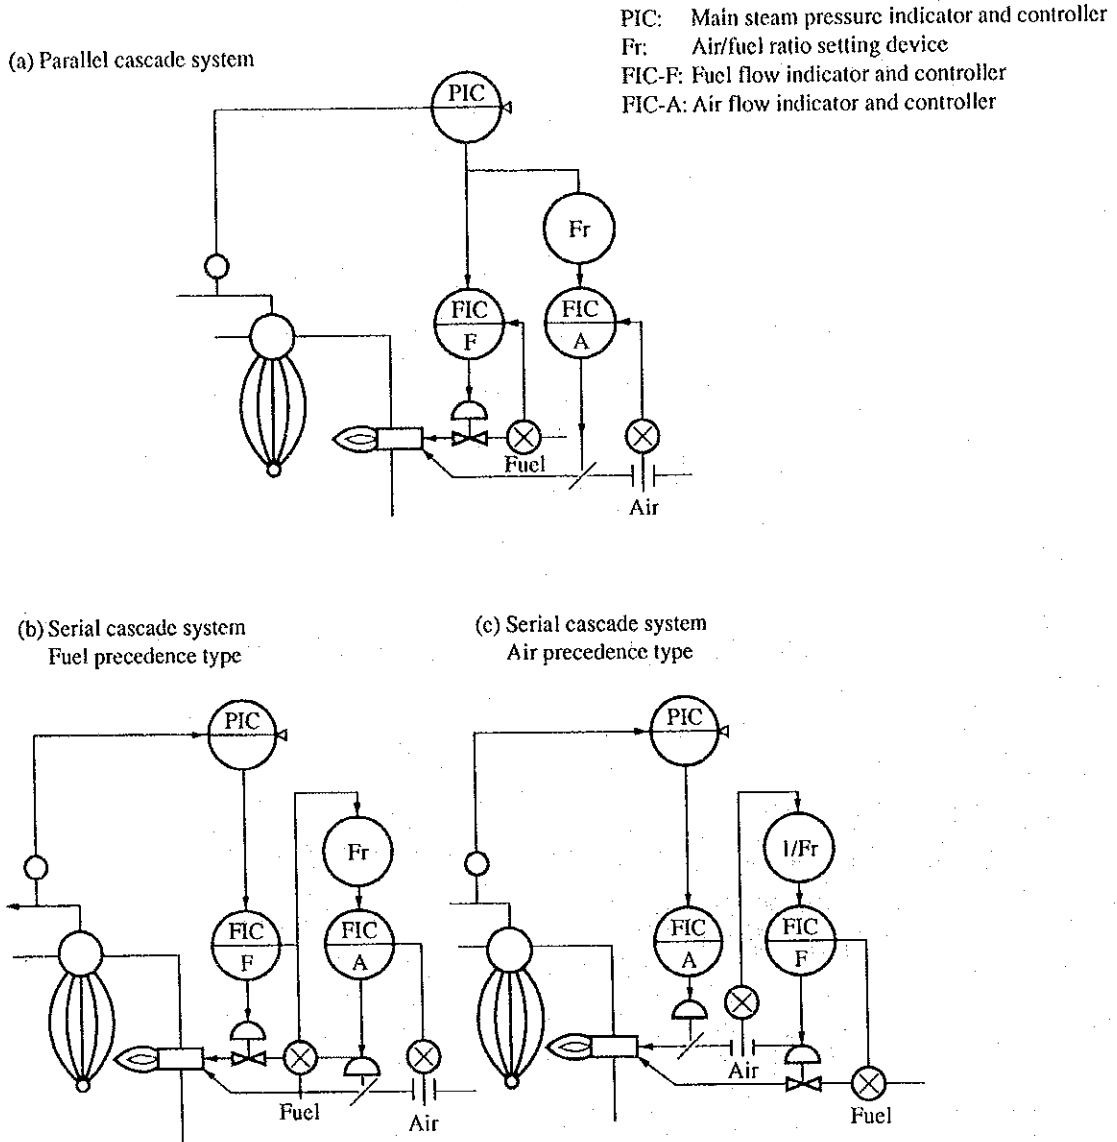 PIC: Main steam pressure indicator and controller
Fr: Air/fuel ratio setting device
FIC-F: Fuel flow indicator and controller
FIC-A: Air flow indicator and controller
(a) Parallel cascade system
PIC
Fr
FIC
F
FIC
A
Fuel
Air
(b) Serial cascade system
Fuel precedence type
PIC
Fr
FIC
F
FIC
A
Fuel
Air
(c) Serial cascade system
Air precedence type
PIC
1/Fr
FIC
A
FIC
F
Air
Fuel